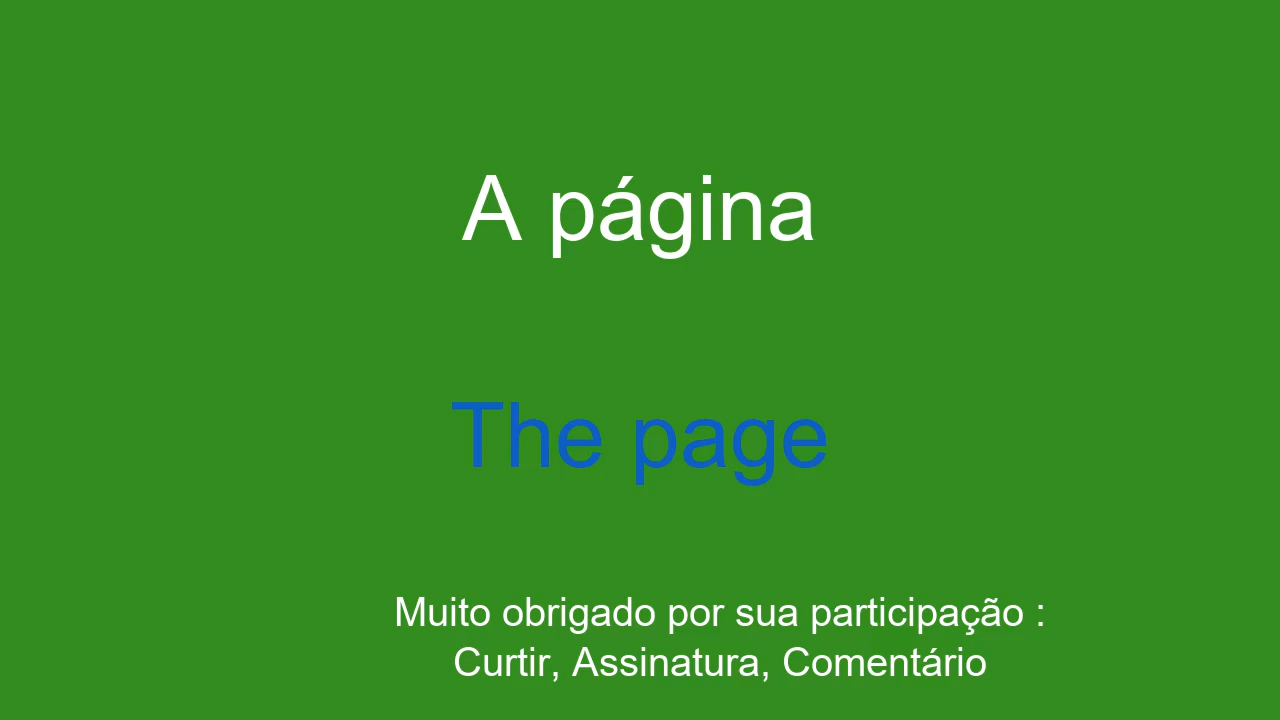 A página
The page
Muito obrigado por sua participação :
Curtir, Assinatura, Comentário